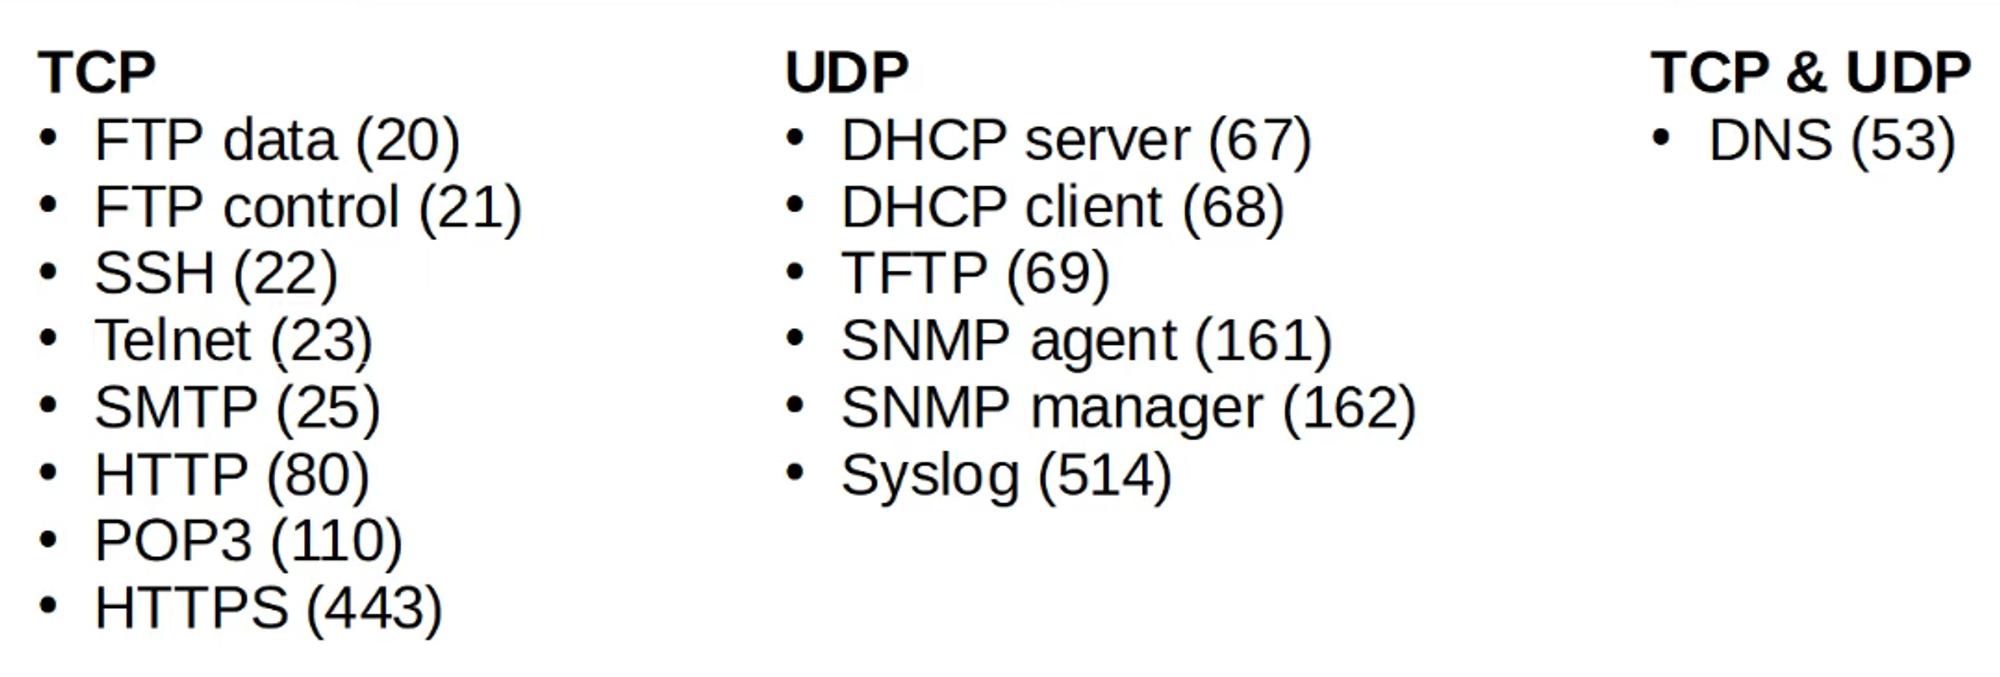 TCP
• FTP data (20)
• FTP control (21)
• SSH (22)
• Telnet (23)
• SMTP (25)
• HTTP (80)
• POP3 (110)
• HTTPS (443)
UDP
• DHCP server (67)
• DHCP client (68)
• TFTP (69)
• SNMP agent (161)
• SNMP manager (162)
• Syslog (514)
TCP & UDP
• DNS (53)